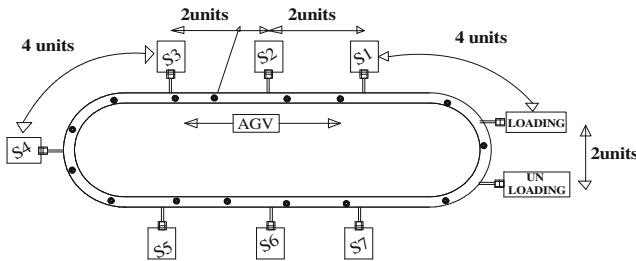 2units 2units
4 units S3 S2 S1 4 units
AGV LOADING
S4 2units
UN
LOADING
S5 S6 S7